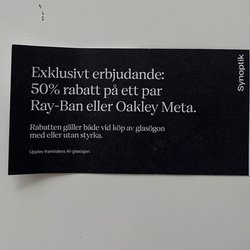 Exklusivt erbjudande:
50% rabatt på ett par
Ray-Ban eller Oakley Meta.
Rabatten gäller både vid köp av glasögon
med eller utan styrka.
Upplev framtidens AI-glasögon.
Synoptik